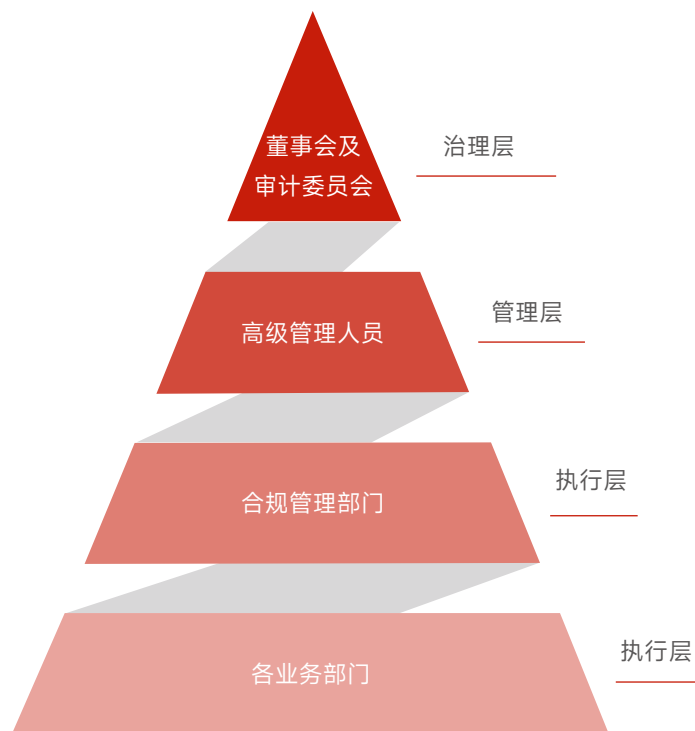 董事会及
审计委员会
治理层
高级管理人员
管理层
合规管理部门
执行层
各业务部门
执行层